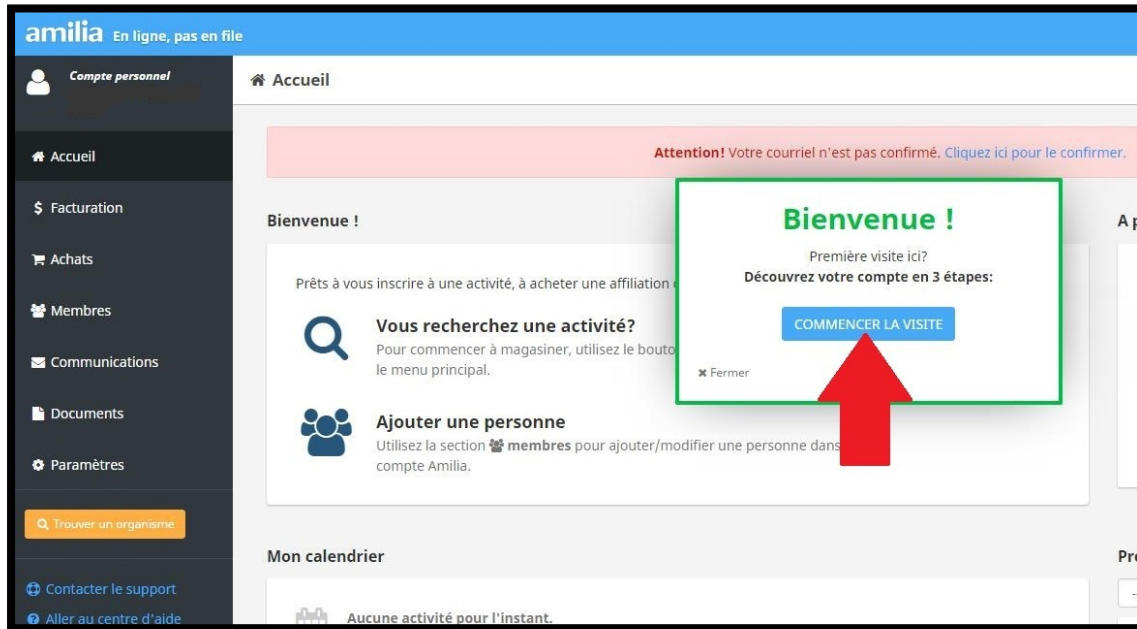 amilia En ligne, pas en file
Compte personnel
Accueil
Facturation
Achats
Membres
Communications
Documents
Paramètres
Trouver un organisme
Contacter le support
Aller au centre d'aide
Accueil
Attention! Votre courriel n'est pas confirmé. Cliquez ici pour le confirmer.
Bienvenue !
Prêts à vous inscrire à une activité, à acheter une affiliation
Vous recherchez une activité?
Pour commencer à magasiner, utilisez le
le menu principal.
Ajouter une personne
Utilisez la section membres pour ajouter/modifier une personne dans
compte Amilia.
Bienvenue !
Première visite ici?
Découvrez votre compte en 3 étapes:
COMMENCER LA VISITE
Fermer
Mon calendrier
Aucune activité pour l'instant.